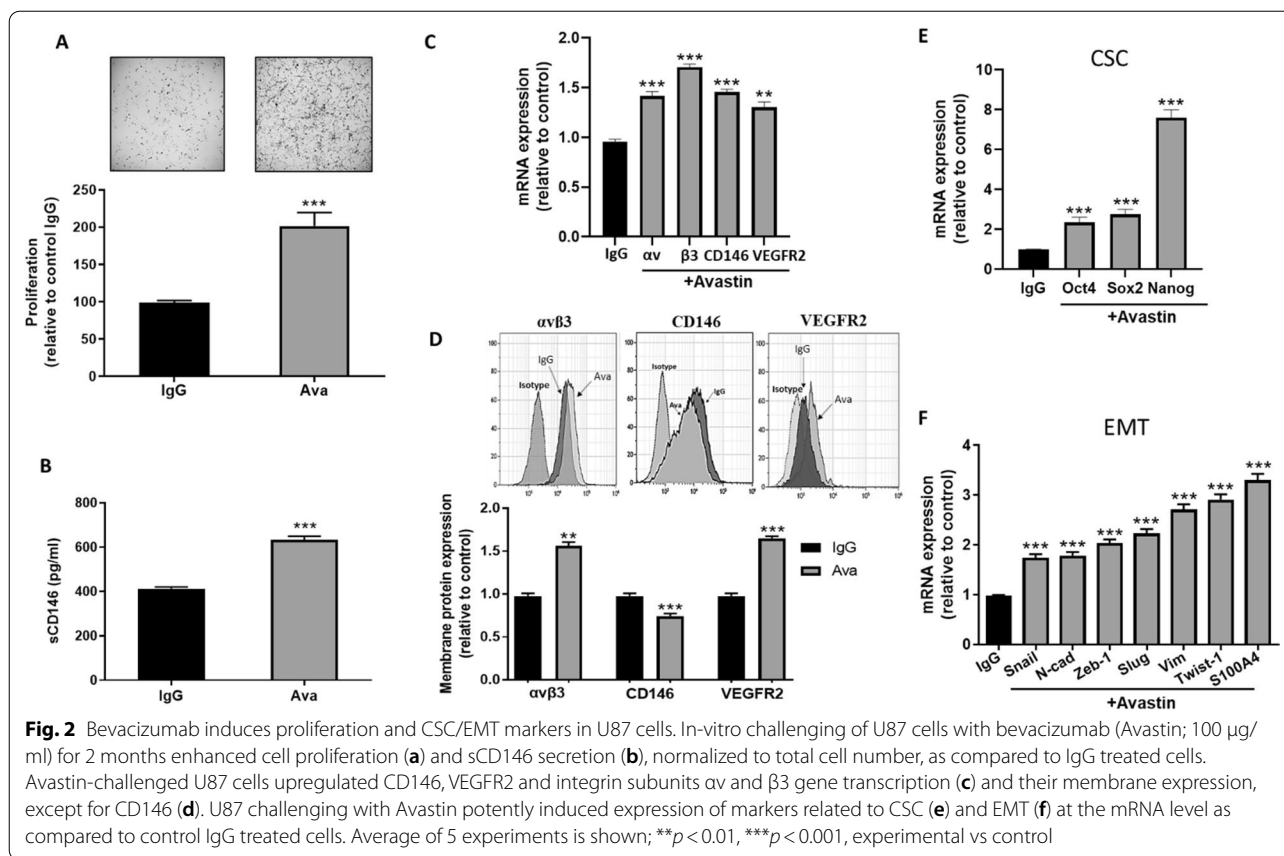 A
Proliferation
(relative to control IgG)
250
200
150
100
50
0
***
IgG
Ava
B
sCD146 (pg/ml)
800
600
400
200
0
***
IgG
Ava
C
mRNA expression
(relative to control)
2.0
1.5
1.0
0.5
0.0
***
***
***
**
IgG
αv
β3
CD146
VEGFR2
+Avastin
D
αvβ3
CD146
VEGFR2
Isotype
IgG
Ava
Isotype
Ava
IgG
Isotype
IgG
Ava
Membrane protein expression
(relative to control)
2.0
1.5
1.0
0.5
0.0
**
***
***
IgG
Ava
αvβ3
CD146
VEGFR2
E
CSC
mRNA expression
(relative to control)
8
6
4
2
0
***
***
***
IgG
Oct4
Sox2
Nanog
+Avastin
F
EMT
mRNA expression
(relative to control)
4
3
2
1
0
***
***
***
***
***
***
***
IgG
Snail
N-cad
Zeb-1
Slug
Vim
Twist-1
S100A4
+Avastin
Fig. 2 Bevacizumab induces proliferation and CSC/EMT markers in U87 cells. In-vitro challenging of U87 cells with bevacizumab (Avastin; 100 μg/
ml) for 2 months enhanced cell proliferation (a) and sCD146 secretion (b), normalized to total cell number, as compared to IgG treated cells.
Avastin-challenged U87 cells upregulated CD146, VEGFR2 and integrin subunits αv and β3 gene transcription (c) and their membrane expression,
except for CD146 (d). U87 challenging with Avastin potently induced expression of markers related to CSC (e) and EMT (f) at the mRNA level as
compared to control IgG treated cells. Average of 5 experiments is shown; **p < 0.01, ***p < 0.001, experimental vs control